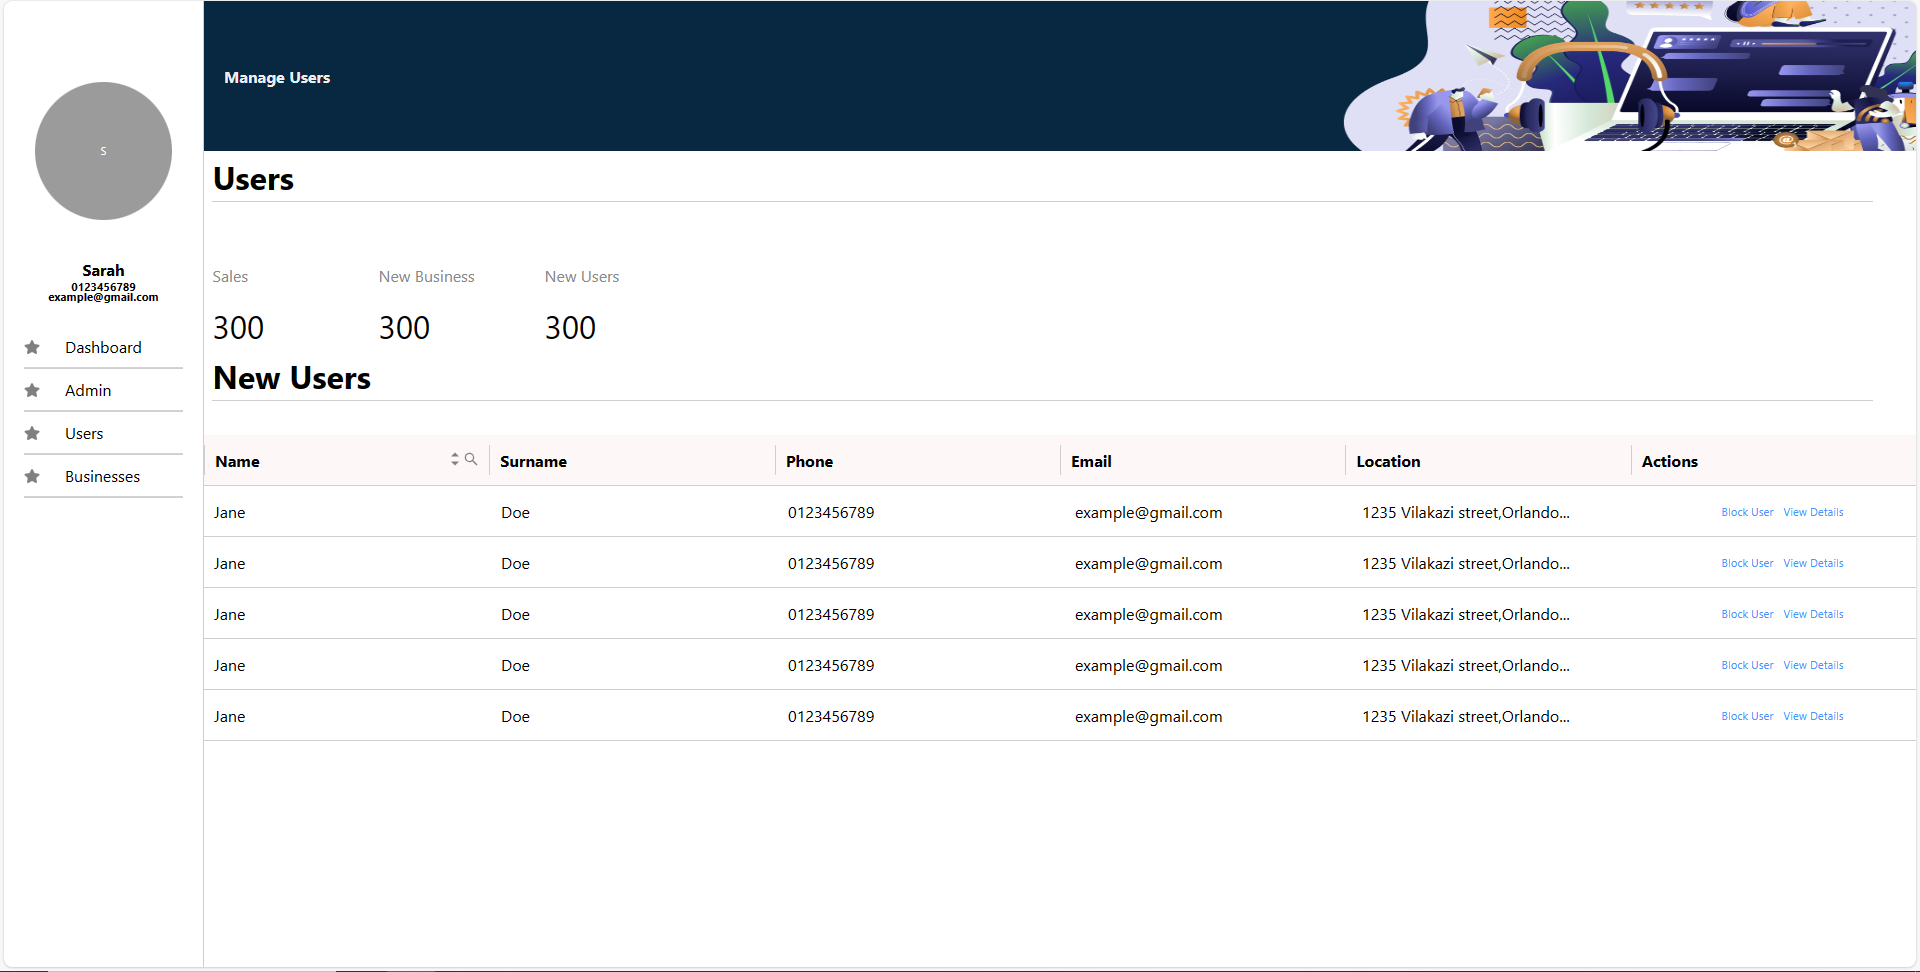 Manage Users
S
Sarah
0123456789
example@gmail.com
Dashboard
Admin
Users
Businesses
Users
Sales New Business New Users
300 300 300
New Users
Name Surname Phone Email Location Actions
Jane Doe 0123456789 example@gmail.com 1235 Vilakazi street,Orlando... Block User View Details
Jane Doe 0123456789 example@gmail.com 1235 Vilakazi street,Orlando... Block User View Details
Jane Doe 0123456789 example@gmail.com 1235 Vilakazi street,Orlando... Block User View Details
Jane Doe 0123456789 example@gmail.com 1235 Vilakazi street,Orlando... Block User View Details
Jane Doe 0123456789 example@gmail.com 1235 Vilakazi street,Orlando... Block User View Details